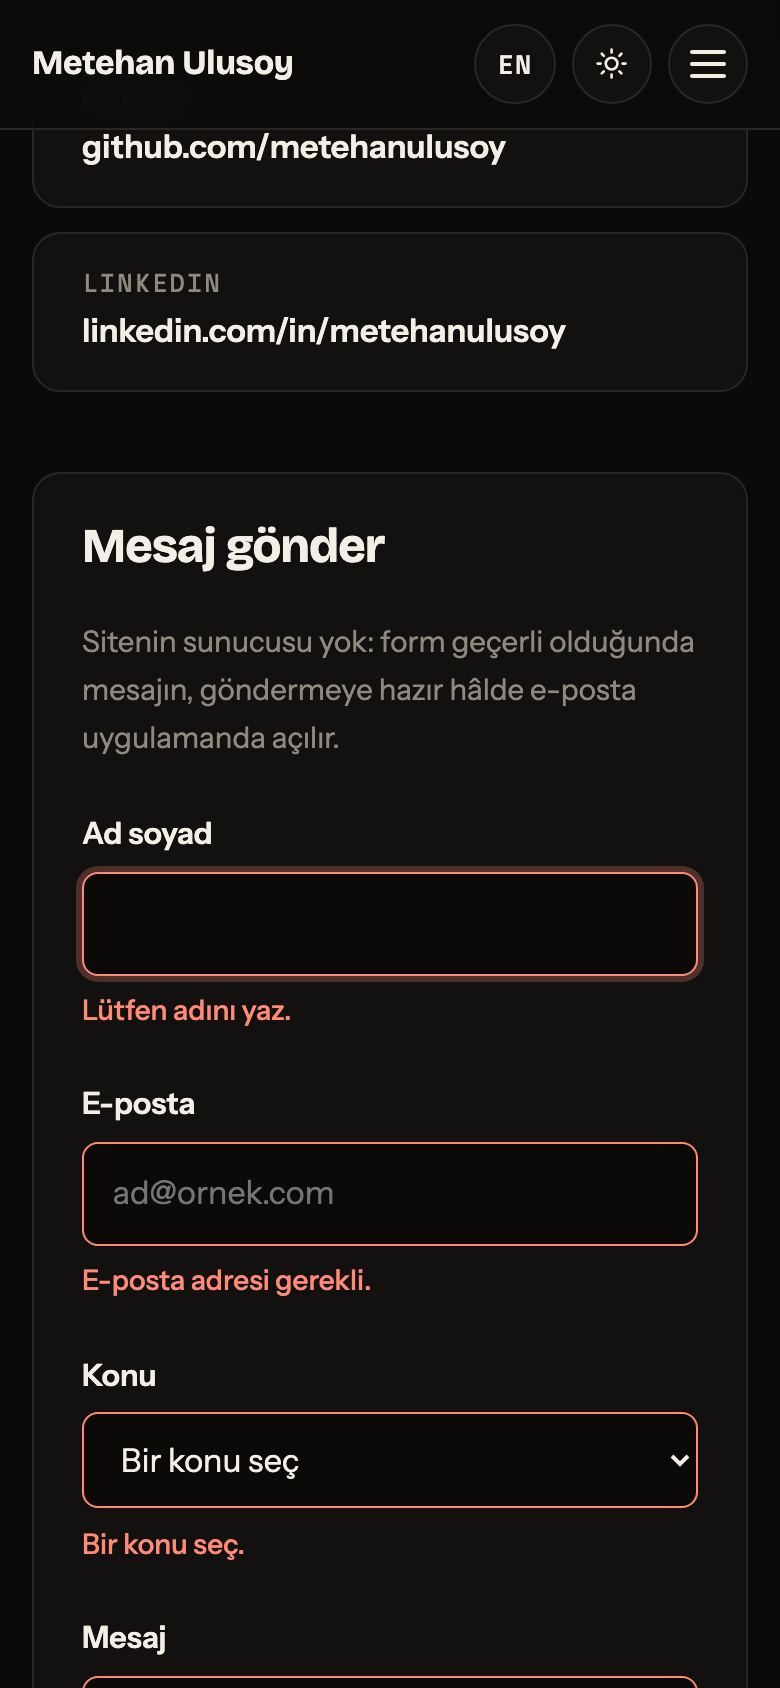 Metehan Ulusoy
EN
github.com/metehanulusoy
LINKEDIN
linkedin.com/in/metehanulusoy
Mesaj gönder
Sitenin sunucusu yok: form geçerli olduğunda
mesajın, göndermeye hazır hâlde e-posta
uygulamanda açılır.
Ad soyad
Lütfen adını yaz.
E-posta
ad@ornek.com
E-posta adresi gerekli.
Konu
Bir konu seç
Bir konu seç.
Mesaj